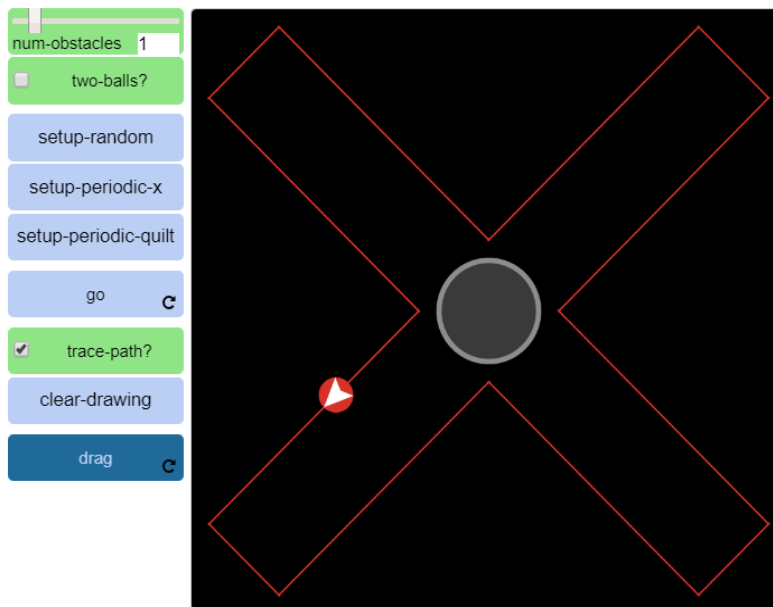 num-obstacles 1
two-balls?
setup-random
setup-periodic-x
setup-periodic-quilt
go
trace-path?
clear-drawing
drag